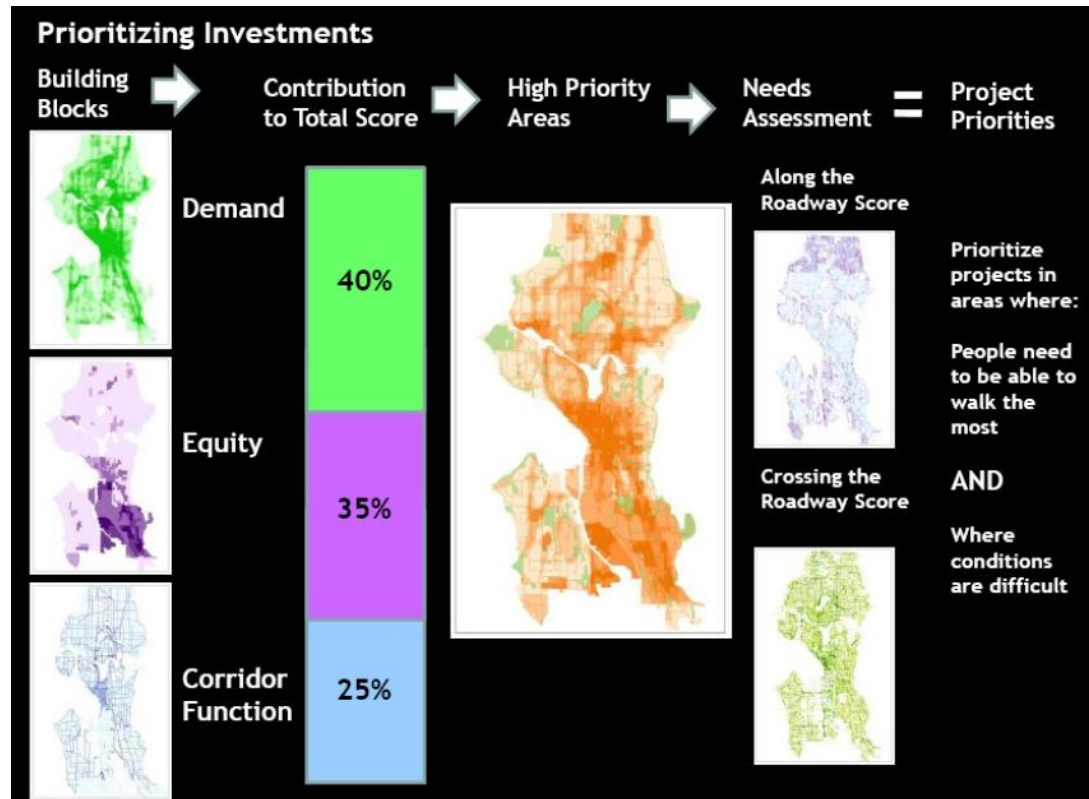 Prioritizing Investments
Building
Blocks
Contribution
to Total Score
High Priority
Areas
Needs
Assessment
=
Project
Priorities
Demand
40%
Equity
35%
Corridor
Function
25%
Along the
Roadway Score
Crossing the
Roadway Score
Prioritize
projects in
areas where:
People need
to be able to
walk the
most
AND
Where
conditions
are difficult